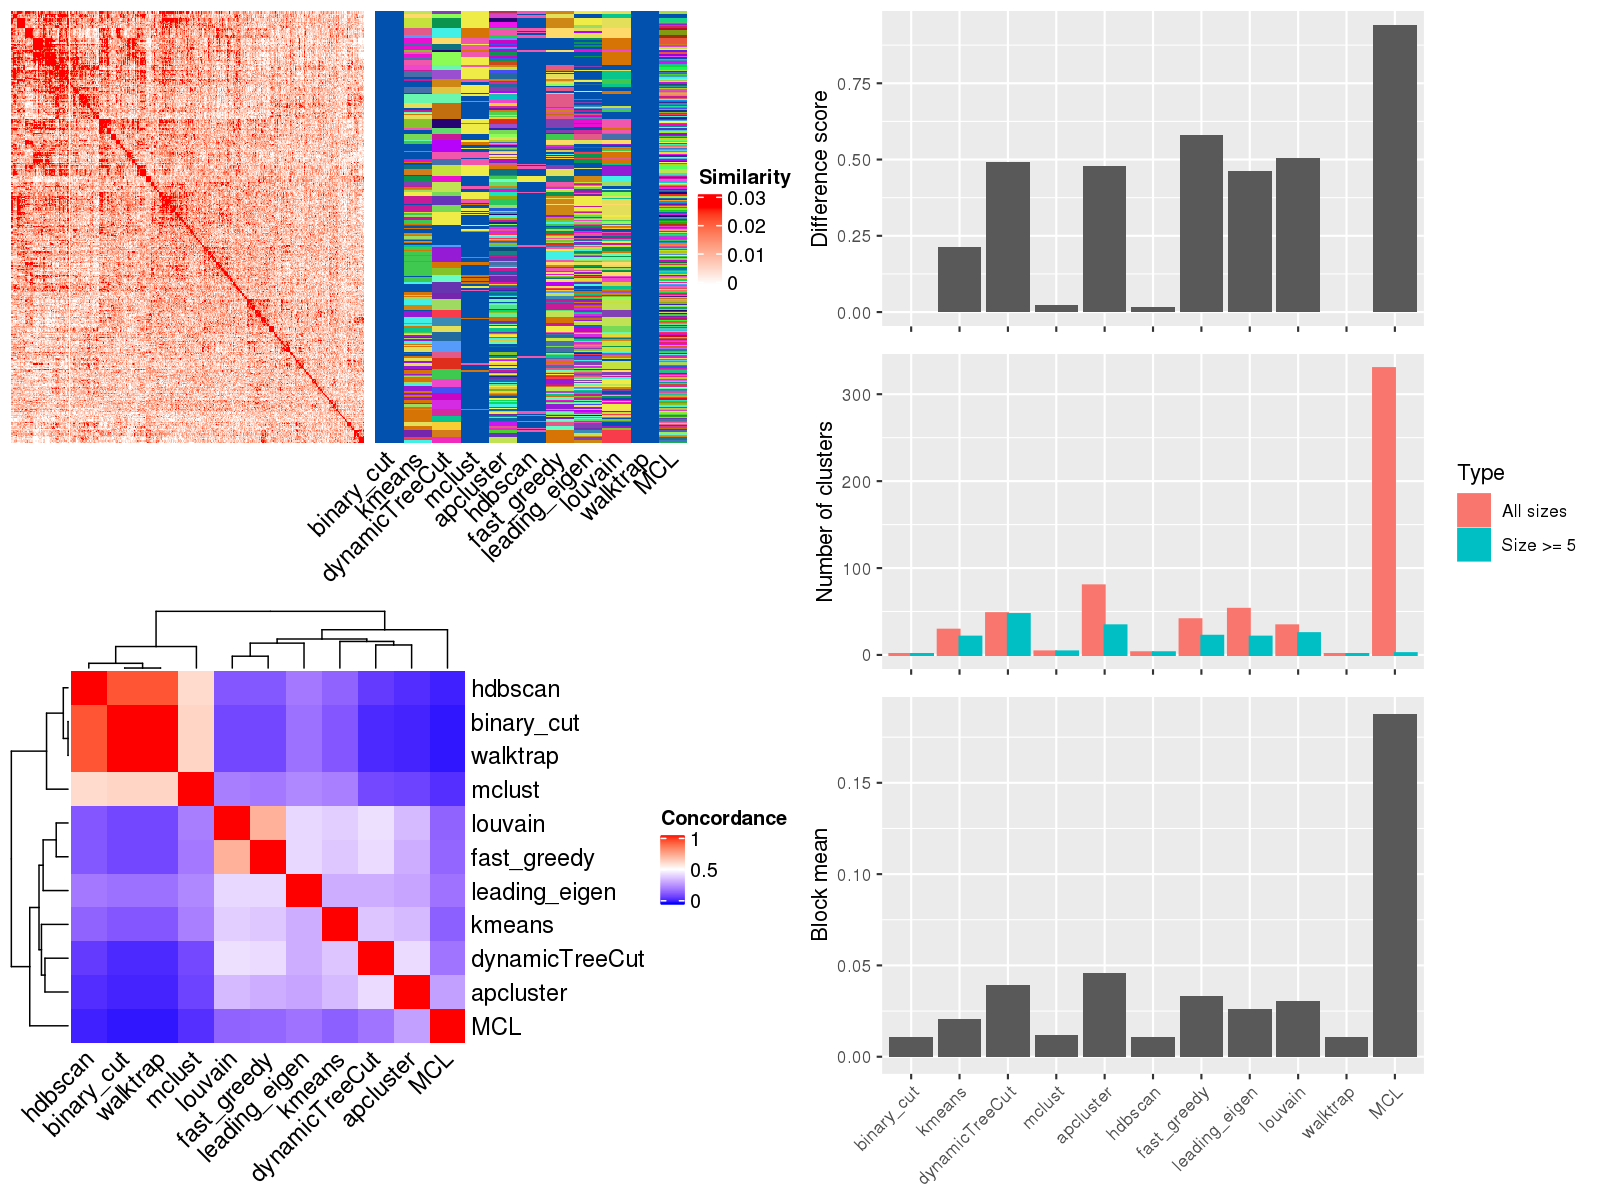 Similarity
0.03
0.02
0.01
0
binary_cut
kmeans
dynamicTreeCut
mclust
apcluster
hdbscan
fast_greedy
leading_eigen
louvain
walktrap
MCL
hdbscan
binary_cut
walktrap
mclust
louvain
fast_greedy
leading_eigen
kmeans
dynamicTreeCut
apcluster
MCL
hdbscan
binary_cut
walktrap
mclust
louvain
fast_greedy
leading_eigen
kmeans
dynamicTreeCut
apcluster
MCL
Concordance
1
0.5
0
Difference score
0.75
0.50
0.25
0.00
Number of clusters
300
200
100
0
Type
All sizes
Size >= 5
Block mean
0.15
0.10
0.05
0.00
binary_cut
kmeans
dynamicTreeCut
mclust
apcluster
hdbscan
fast_greedy
leading_eigen
louvain
walktrap
MCL